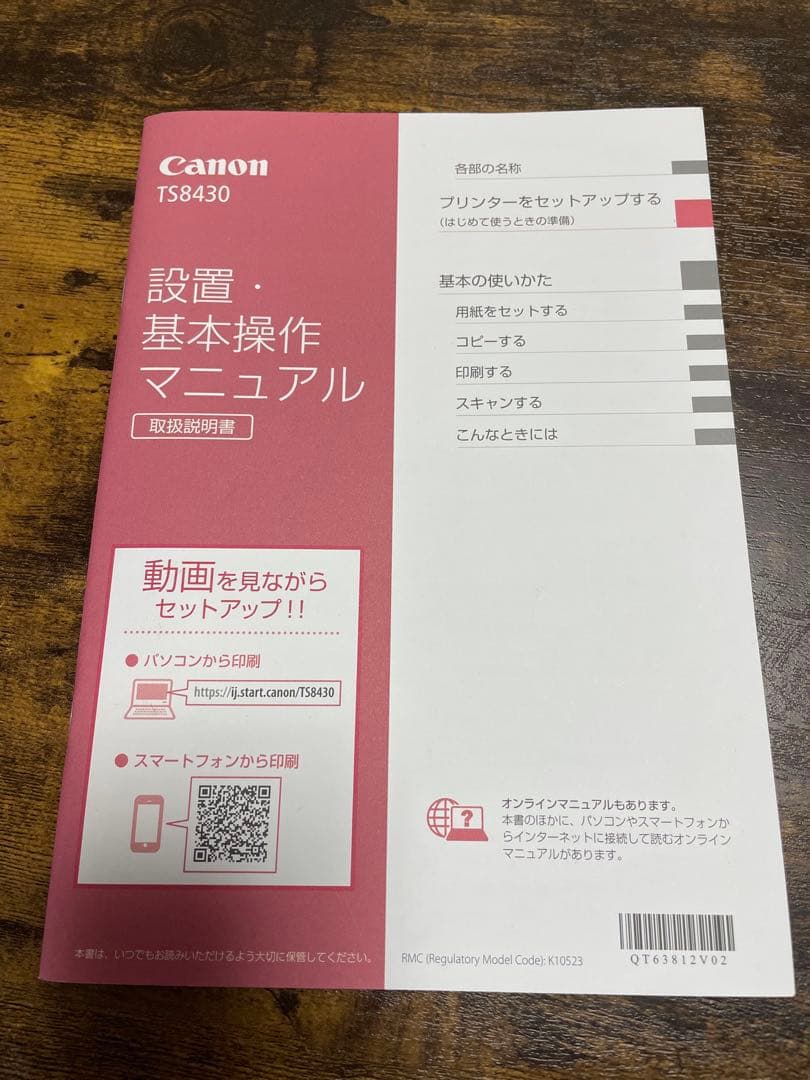 Canon
TS8430
設置・
基本操作
マニュアル
取扱説明書
動画を見ながら
セットアップ!!
● パソコンから印刷
https://ij.start.canon/TS8430
● スマートフォンから印刷
本書は、いつでもお読みいただけるよう大切に保管してください。
各部の名称
プリンターをセットアップする
(はじめて使うときの準備)
基本の使いかた
用紙をセットする
コピーする
印刷する
スキャンする
こんなときには
?
オンラインマニュアルもあります。
本書のほかに、パソコンやスマートフォンか
らインターネットに接続して読むオンライン
マニュアルがあります。
RMC (Regulatory Model Code): K10523
QT63812V02